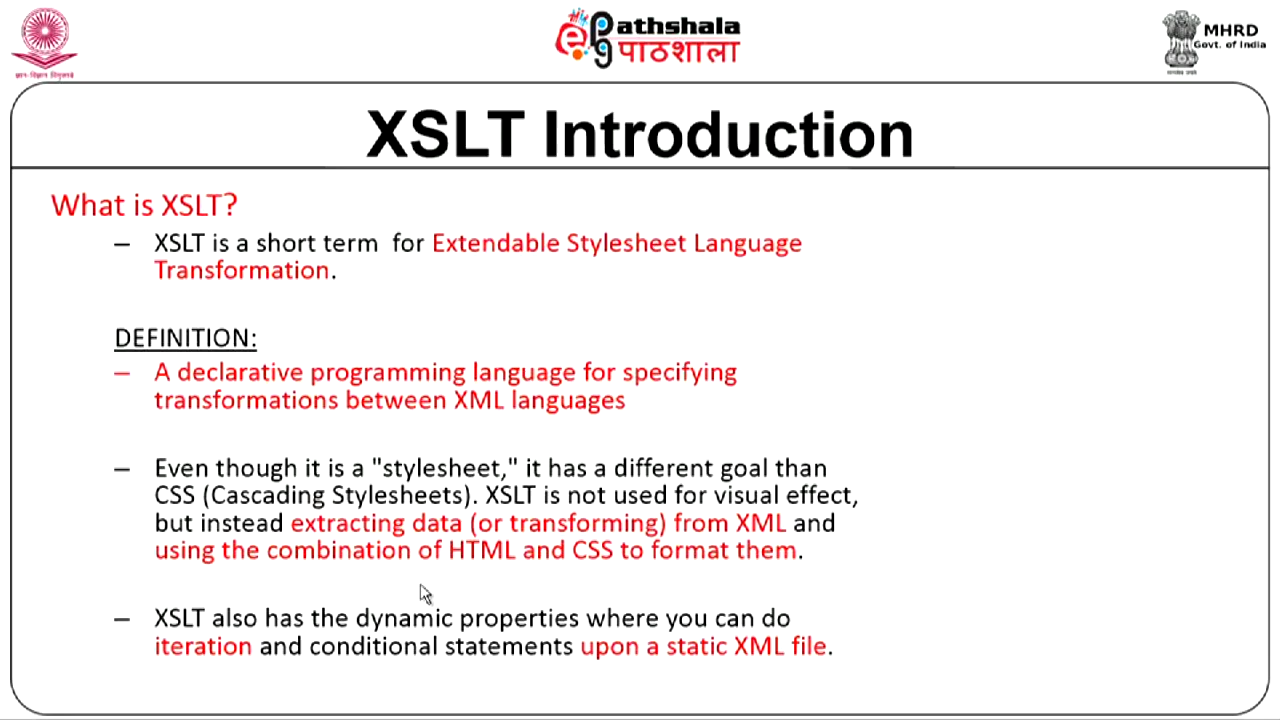 ज्ञान-विज्ञान विमुक्तये
ePathshala
पाठशाला
MHRD
Govt. of India
XSLT Introduction
What is XSLT?
– XSLT is a short term for Extendable Stylesheet Language
Transformation.
DEFINITION:
– A declarative programming language for specifying
transformations between XML languages
– Even though it is a "stylesheet," it has a different goal than
CSS (Cascading Stylesheets). XSLT is not used for visual effect,
but instead extracting data (or transforming) from XML and
using the combination of HTML and CSS to format them.
– XSLT also has the dynamic properties where you can do
iteration and conditional statements upon a static XML file.